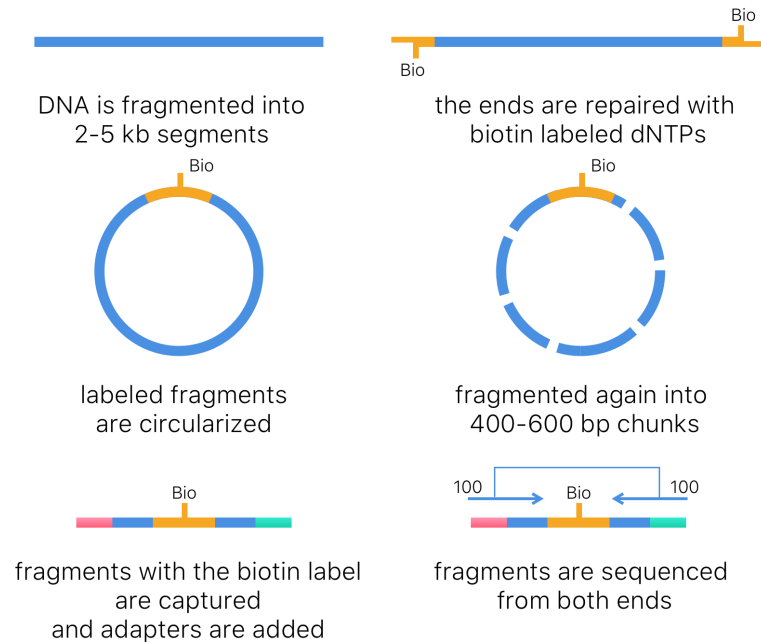 Bio
Bio
DNA is fragmented into
2-5 kb segments
the ends are repaired with
biotin labeled dNTPs
Bio
Bio
labeled fragments
are circularized
fragmented again into
400-600 bp chunks
Bio
100
Bio
100
fragments with the biotin label
are captured
and adapters are added
fragments are sequenced
from both ends